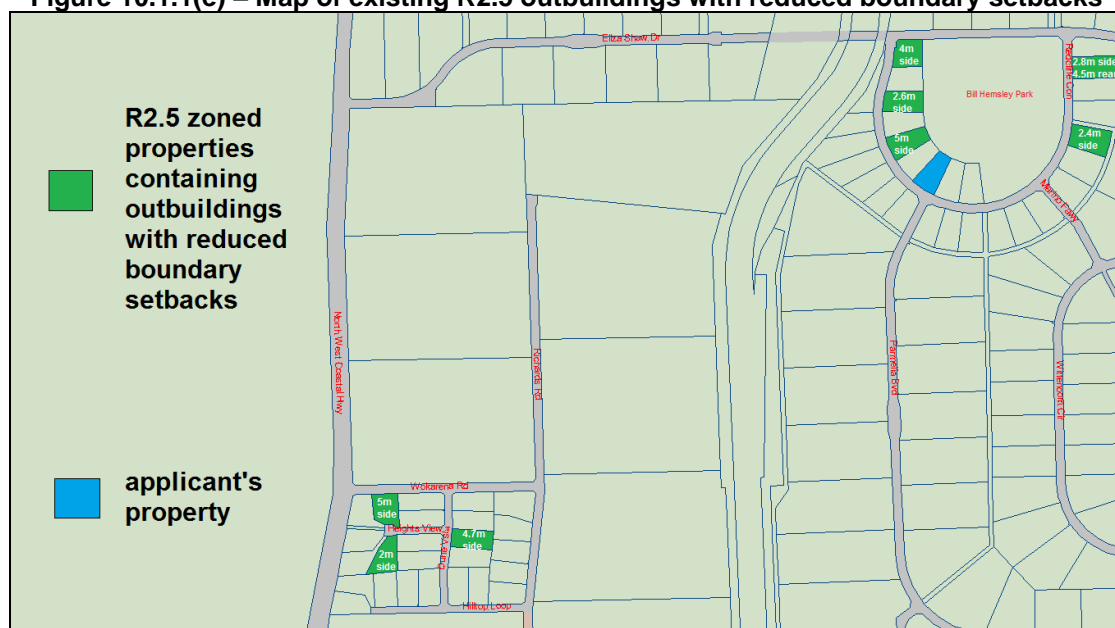 Figure 10.1.1(e) – Map of existing R2.5 outbuildings with reduced boundary setbacks
R2.5 zoned
properties
containing
outbuildings
with reduced
boundary
setbacks
applicant's
property
Eliza Shaw Dr
4m
side
2.8m side
4.5m rear
2.6m
side
Bill Hemsley Park
5m
side
2.4m
side
North West Coastal Hwy
Richards Rd
Parmelia Blvd
Wokarena Rd
5m
side
Heights View
4.7m
side
2m
side
Hilltop Loop